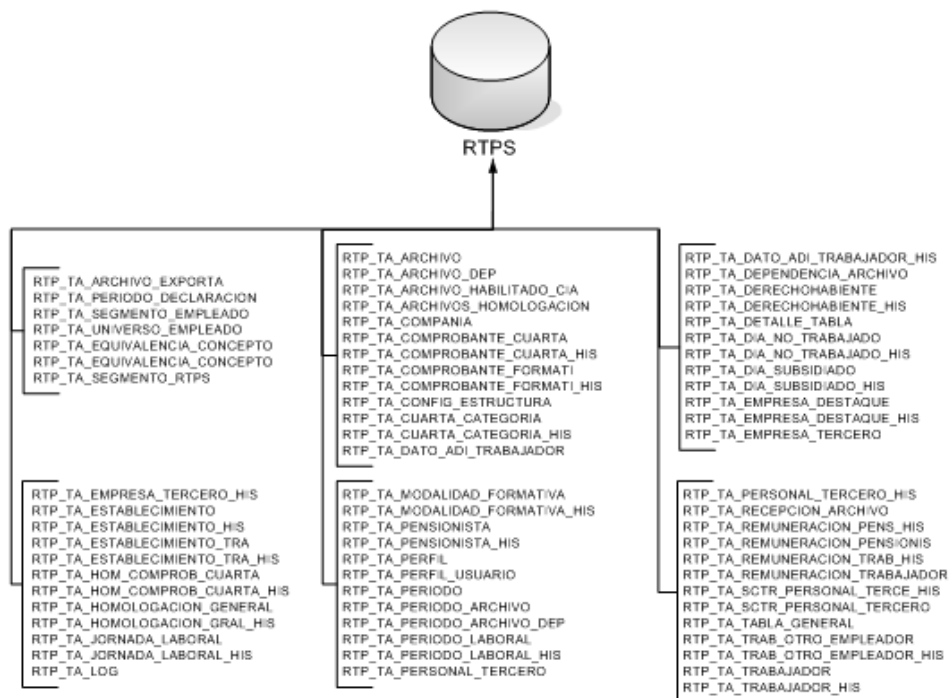 RTPS
RTP_TA_ARCHIVO_EXPORTA
RTP_TA_PERIODO_DECLARACION
RTP_TA_SEGMENTO_EMPLEADO
RTP_TA_UNIVERSO_EMPLEADO
RTP_TA_EQUIVALENCIA_CONCEPTO
RTP_TA_EQUIVALENCIA_CONCEPTO
RTP_TA_SEGMENTO_RTPS
RTP_TA_ARCHIVO
RTP_TA_ARCHIVO_DEP
RTP_TA_ARCHIVO_HABILITADO_CIA
RTP_TA_ARCHIVOS_HOMOLOGACION
RTP_TA_COMPANIA
RTP_TA_COMPROBANTE_CUARTA
RTP_TA_COMPROBANTE_CUARTA_HIS
RTP_TA_COMPROBANTE_FORMATI
RTP_TA_COMPROBANTE_FORMATI_HIS
RTP_TA_CONFIG_ESTRUCTURA
RTP_TA_CUARTA_CATEGORIA
RTP_TA_CUARTA_CATEGORIA_HIS
RTP_TA_DATO_ADI_TRABAJADOR
RTP_TA_DATO_ADI_TRABAJADOR_HIS
RTP_TA_DEPENDENCIA_ARCHIVO
RTP_TA_DERECHOHABIENTE
RTP_TA_DERECHOHABIENTE_HIS
RTP_TA_DETALLE_TABLA
RTP_TA_DIA_NO_TRABAJADO
RTP_TA_DIA_NO_TRABAJADO_HIS
RTP_TA_DIA_SUBSIDIADO
RTP_TA_DIA_SUBSIDIADO_HIS
RTP_TA_EMPRESA_DESTAQUE
RTP_TA_EMPRESA_DESTAQUE_HIS
RTP_TA_EMPRESA_TERCERO
RTP_TA_EMPRESA_TERCERO_HIS
RTP_TA_ESTABLECIMIENTO
RTP_TA_ESTABLECIMIENTO_HIS
RTP_TA_ESTABLECIMIENTO_TRA
RTP_TA_ESTABLECIMIENTO_TRA_HIS
RTP_TA_HOM_COMPROB_CUARTA
RTP_TA_HOM_COMPROB_CUARTA_HIS
RTP_TA_HOMOLOGACION_GENERAL
RTP_TA_HOMOLOGACION_GRAL_HIS
RTP_TA_JORNADA_LABORAL
RTP_TA_JORNADA_LABORAL_HIS
RTP_TA_LOG
RTP_TA_MODALIDAD_FORMATIVA
RTP_TA_MODALIDAD_FORMATIVA_HIS
RTP_TA_PENSIONISTA
RTP_TA_PENSIONISTA_HIS
RTP_TA_PERFIL
RTP_TA_PERFIL_USUARIO
RTP_TA_PERIODO
RTP_TA_PERIODO_ARCHIVO
RTP_TA_PERIODO_ARCHIVO_DEP
RTP_TA_PERIODO_LABORAL
RTP_TA_PERIODO_LABORAL_HIS
RTP_TA_PERSONAL_TERCERO
RTP_TA_PERSONAL_TERCERO_HIS
RTP_TA_RECEPCION_ARCHIVO
RTP_TA_REMUNERACION_PENS_HIS
RTP_TA_REMUNERACION_PENSIONIS
RTP_TA_REMUNERACION_TRAB_HIS
RTP_TA_REMUNERACION_TRABAJADOR
RTP_TA_SCTR_PERSONAL_TERCE_HIS
RTP_TA_SCTR_PERSONAL_TERCERO
RTP_TA_TABLA_GENERAL
RTP_TA_TRAB_OTRO_EMPLEADOR
RTP_TA_TRAB_OTRO_EMPLEADOR_HIS
RTP_TA_TRABAJADOR
RTP_TA_TRABAJADOR_HIS